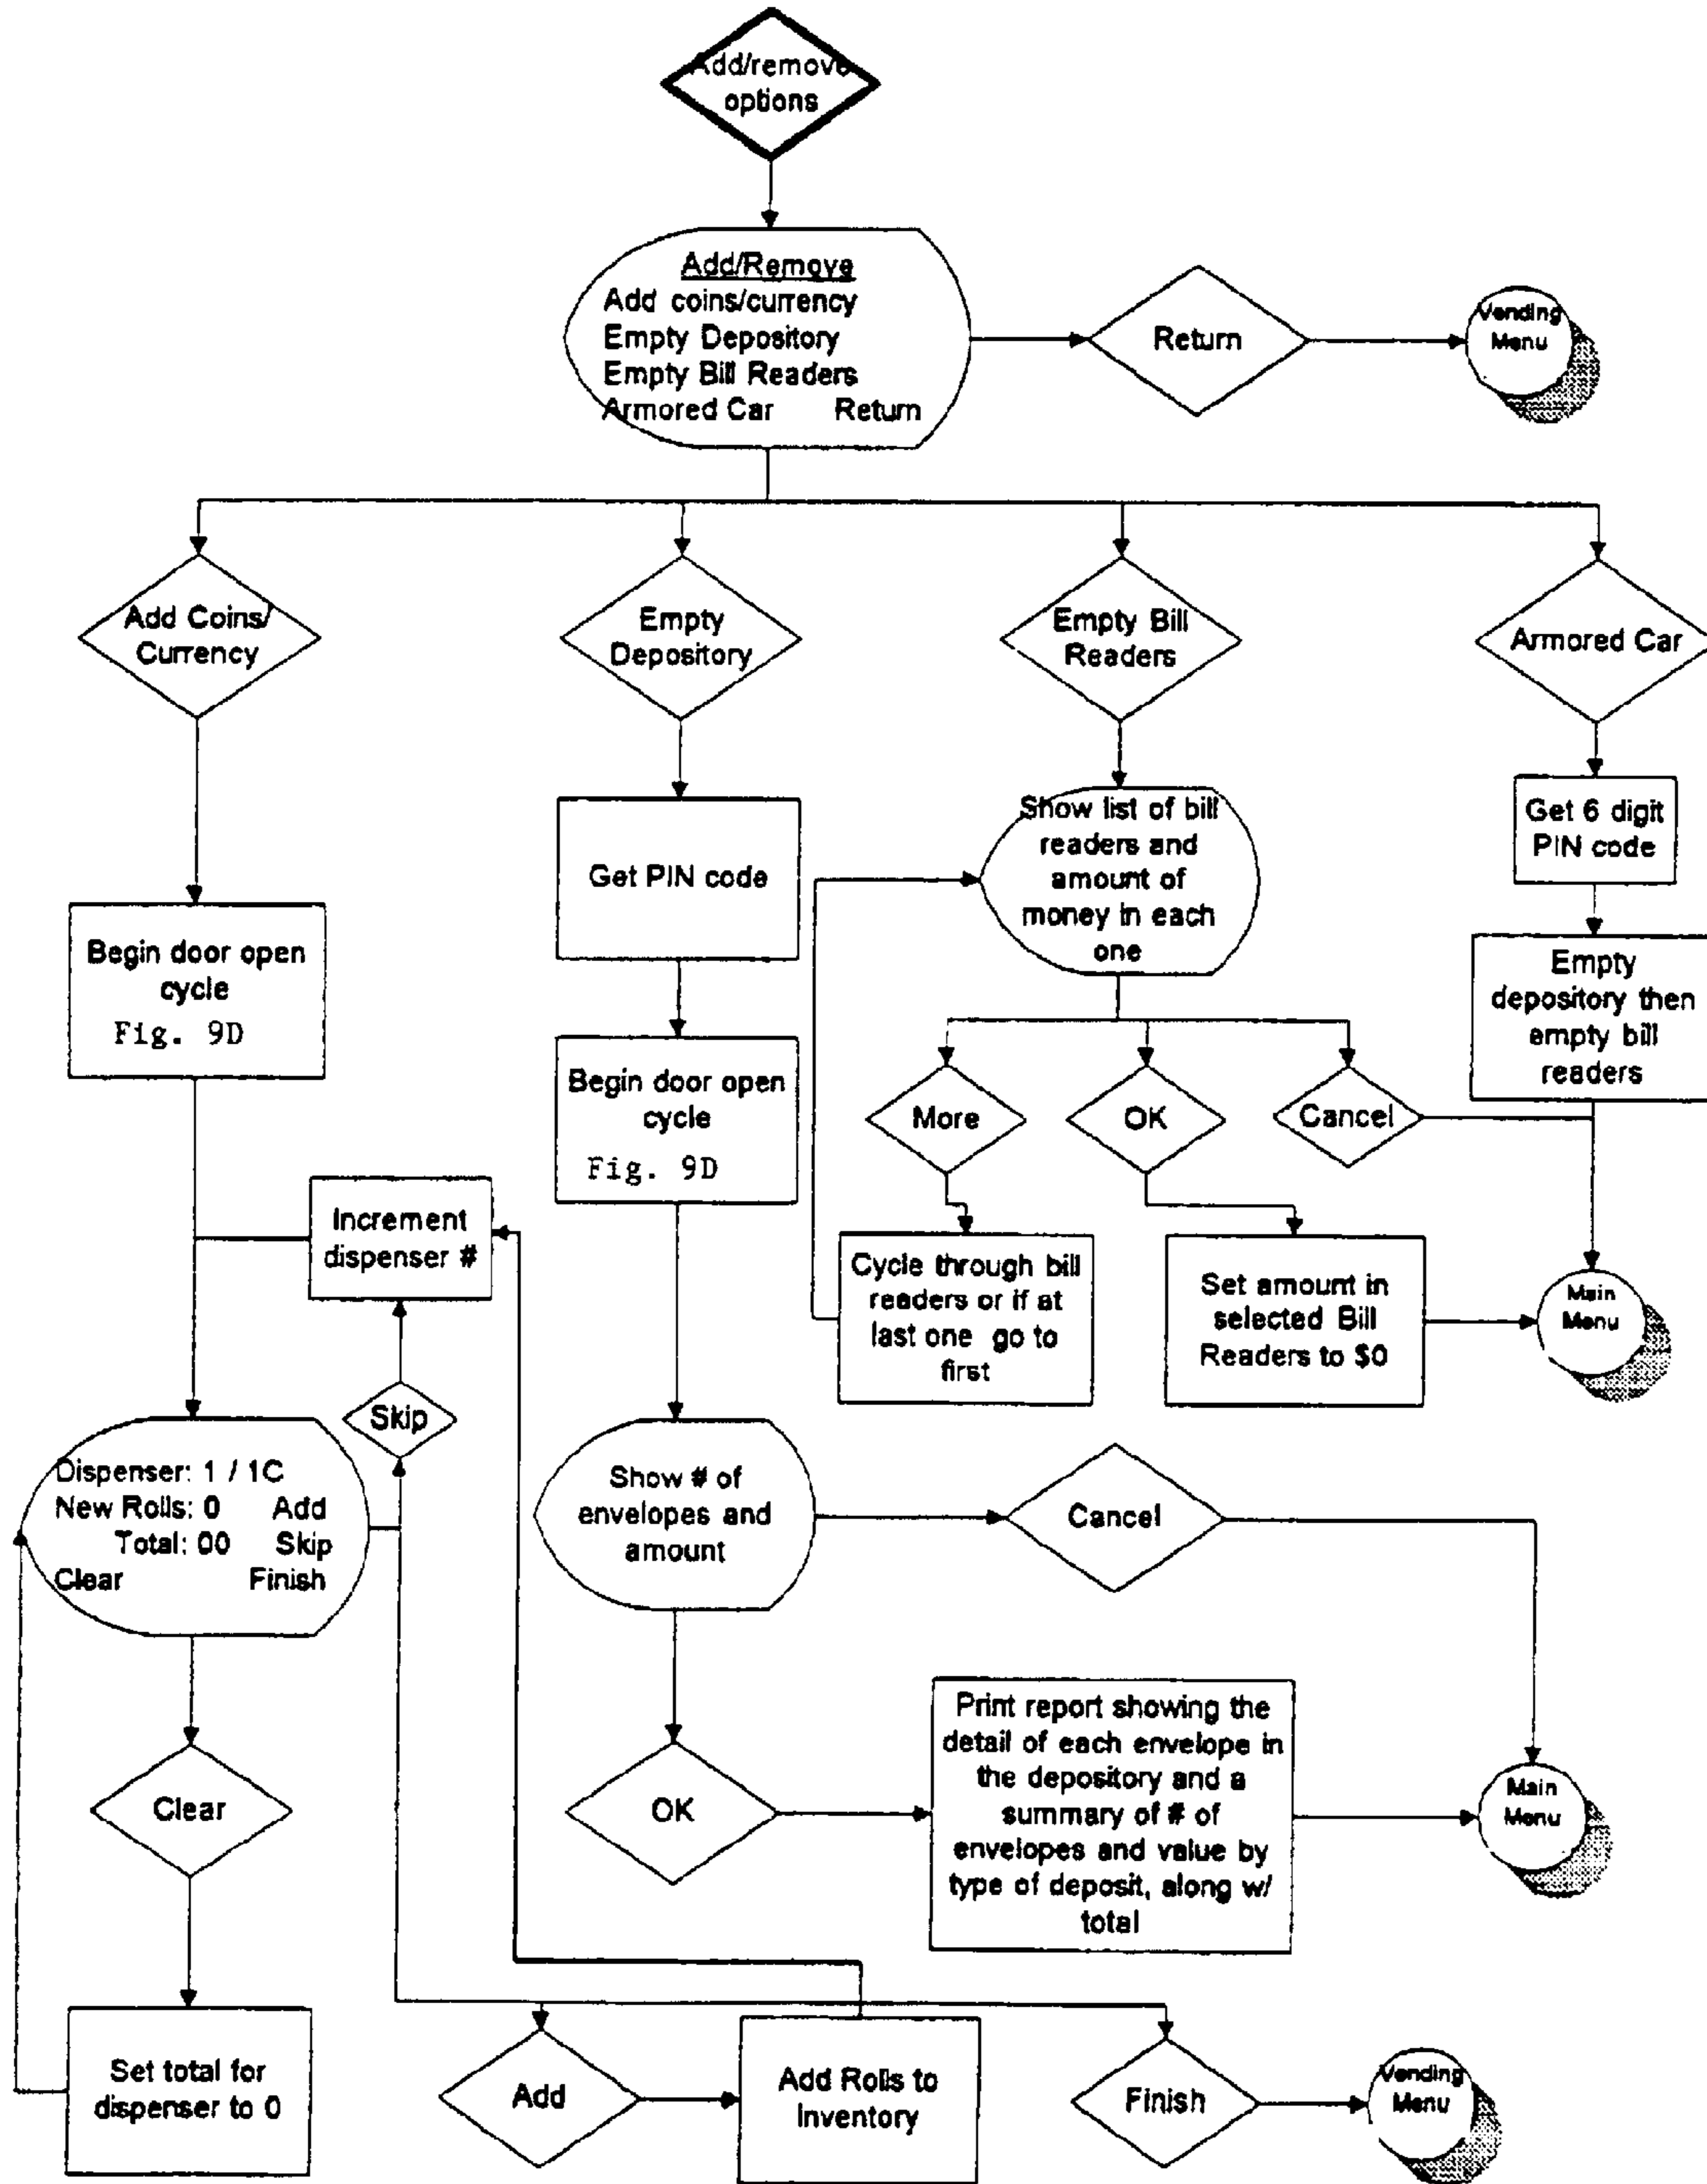 Add/remove
options
Add/Remove
Add coins/currency
Empty Depository
Empty Bill Readers
Armored Car Return
Return
Vending
Menu
Add Coins/
Currency
Empty
Depository
Empty Bill
Readers
Armored Car
Begin door open
cycle
Fig. 9D
Get PIN code
Show list of bill
readers and
amount of
money in each
one
Get 6 digit
PIN code
Empty
depository then
empty bill
readers
Begin door open
cycle
Fig. 9D
More
OK
Cancel
Increment
dispenser #
Cycle through bill
readers or if at
last one go to
first
Set amount in
selected Bill
Readers to $0
Main
Menu
Skip
Dispenser: 1 / 1C
New Rolls: 0 Add
Total: 00 Skip
Clear Finish
Show # of
envelopes and
amount
Cancel
Clear
OK
Print report showing the
detail of each envelope in
the depository and a
summary of # of
envelopes and value by
type of deposit, along w/
total
Main
Menu
Set total for
dispenser to 0
Add
Add Rolls to
Inventory
Finish
Vending
Menu